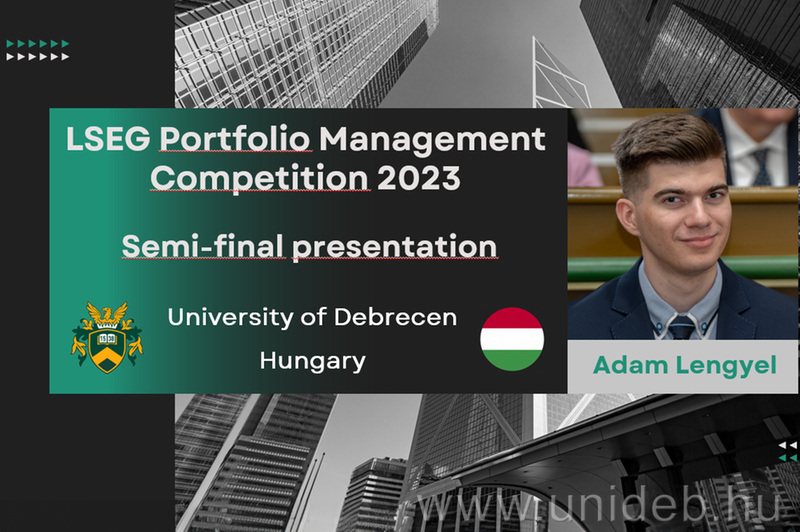 LSEG Portfolio Management
Competition 2023
Semi-final presentation
University of Debrecen
Hungary
Adam Lengyel
www.unideb.hu